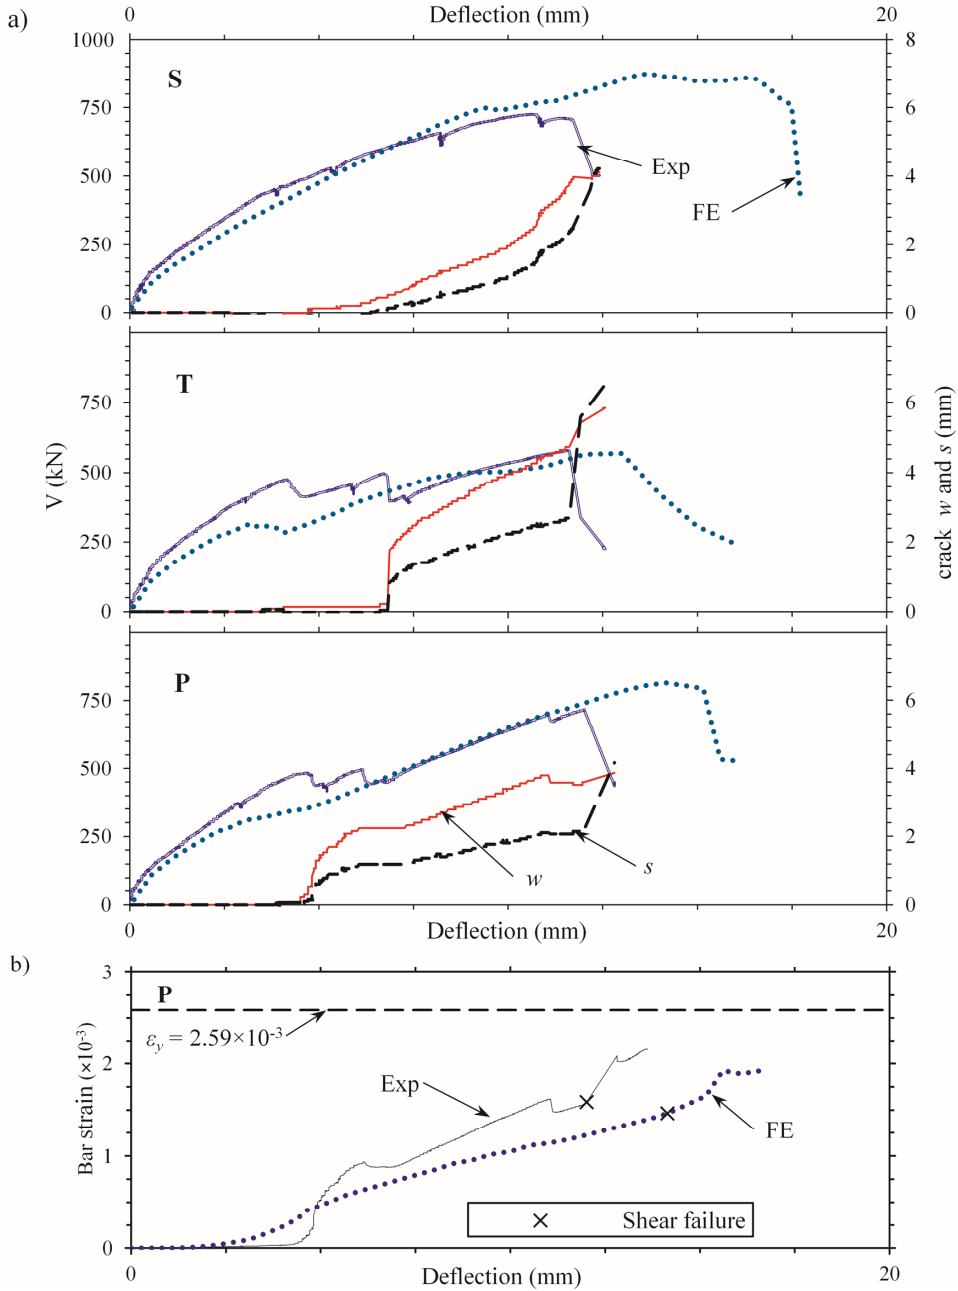 a)
0 Deflection (mm) 20
1000 8
S
750 6
Exp
500 4
FE
250 2
0 0
T
750 6
V (kN)
500 4
crack w and s (mm)
250 2
0 0
P
750 6
500 4
250 2
w s
0 0
0 Deflection (mm) 20
b)
3
P
εy = 2.59×10-3
2
Exp
Bar strain (×10-3)
FE
1
Shear failure
0
0 Deflection (mm) 20